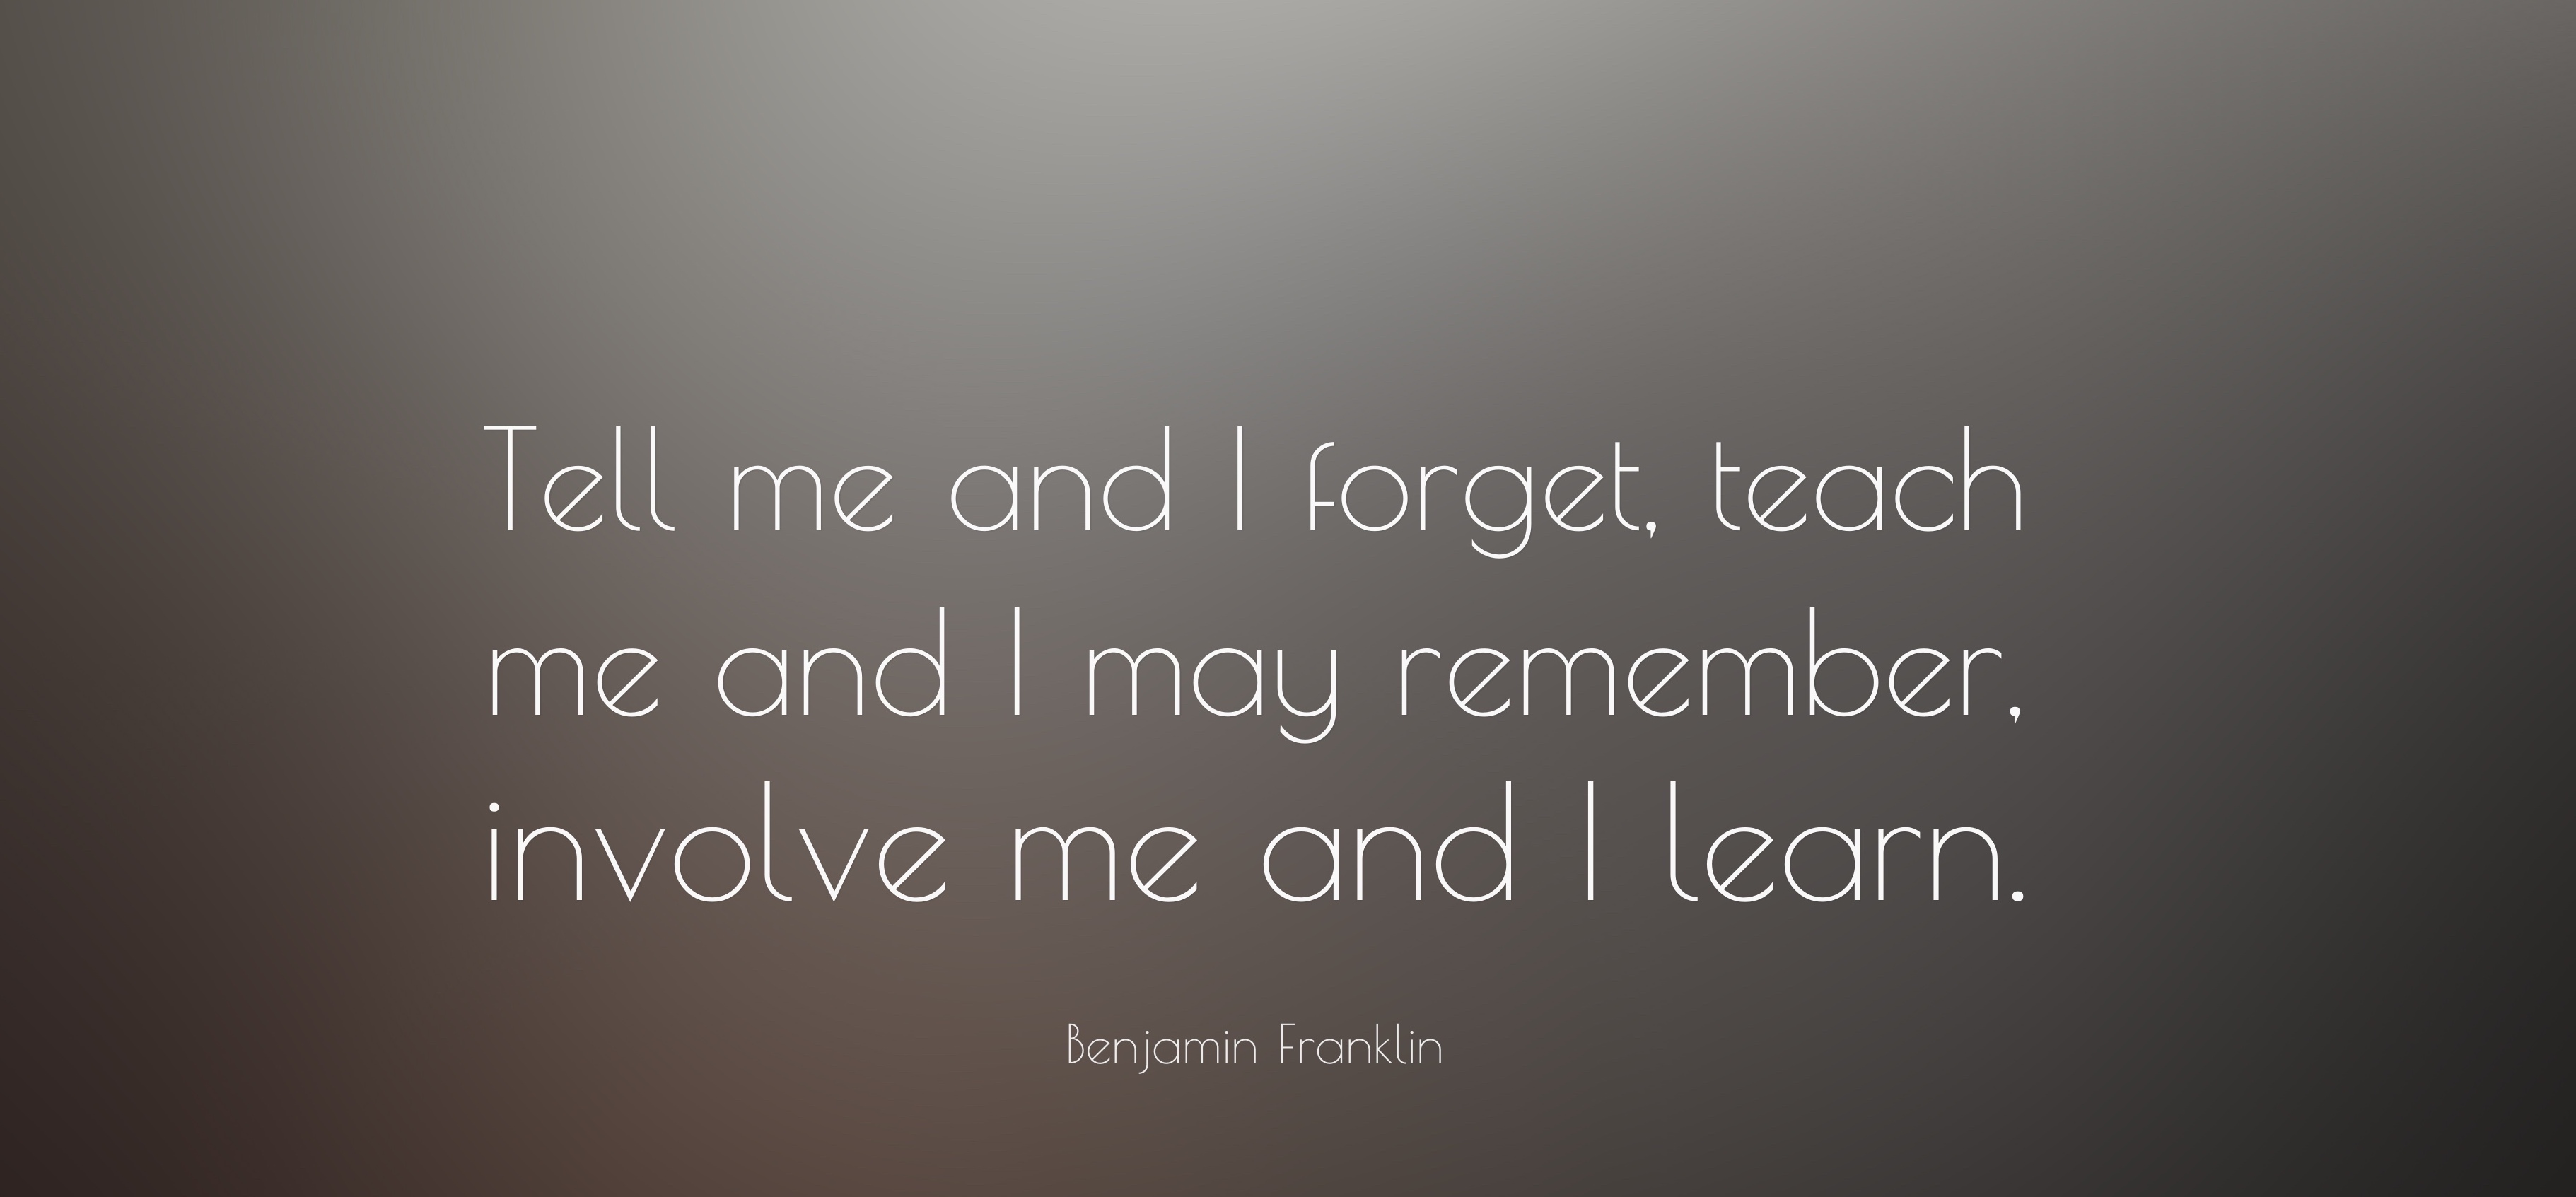 Tell me and I forget, teach
me and I may remember,
involve me and I learn.
Benjamin Franklin